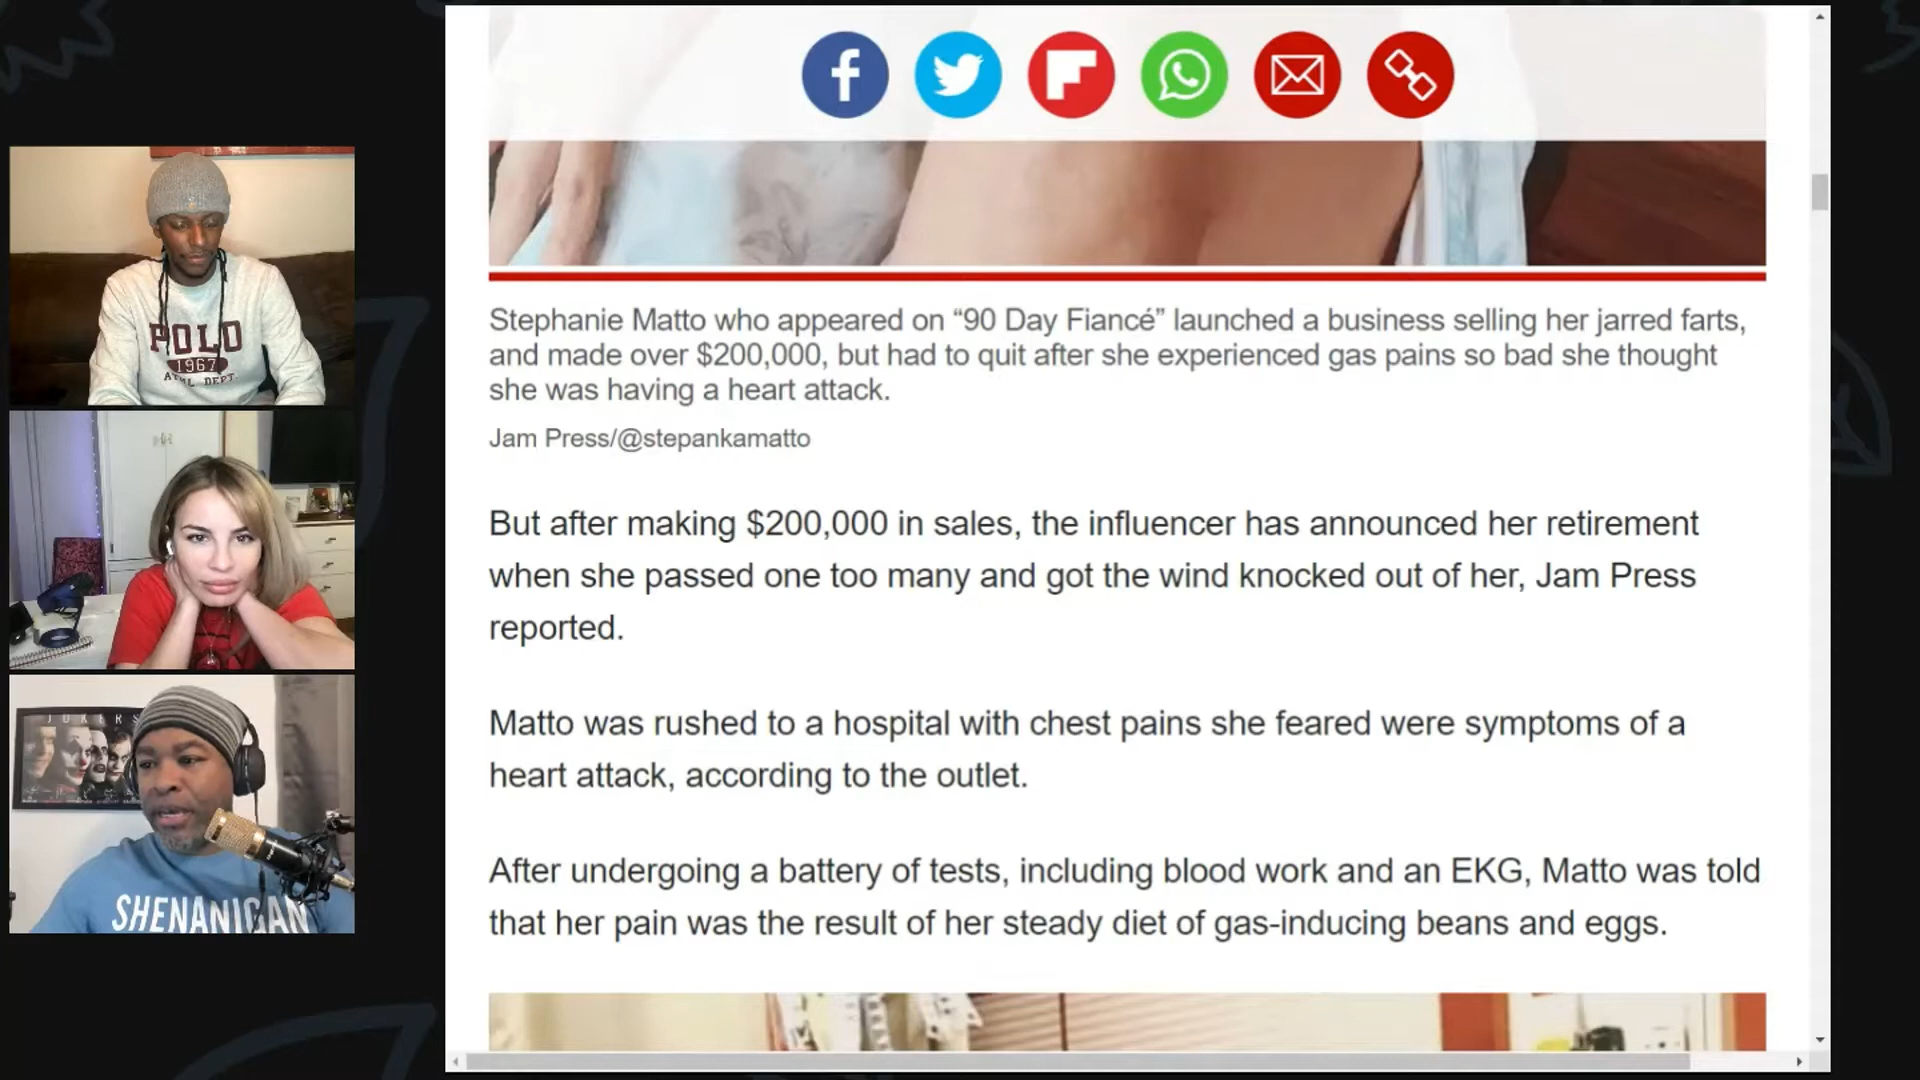 POLO
1967
ATHL. DEPT.
JOKERS
SHENANIGAN
Stephanie Matto who appeared on “90 Day Fiancé” launched a business selling her jarred farts,
and made over $200,000, but had to quit after she experienced gas pains so bad she thought
she was having a heart attack.
Jam Press/@stepankamatto
But after making $200,000 in sales, the influencer has announced her retirement
when she passed one too many and got the wind knocked out of her, Jam Press
reported.
Matto was rushed to a hospital with chest pains she feared were symptoms of a
heart attack, according to the outlet.
After undergoing a battery of tests, including blood work and an EKG, Matto was told
that her pain was the result of her steady diet of gas-inducing beans and eggs.